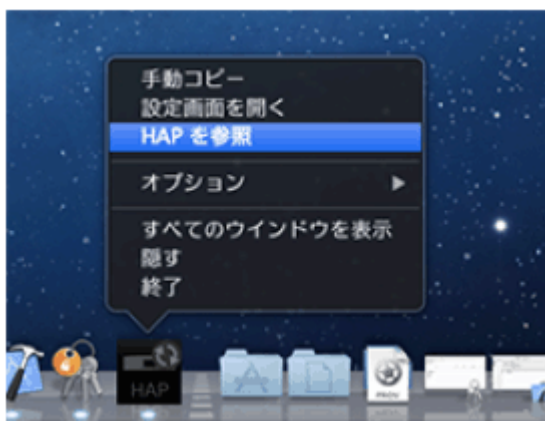 手動コピー
設定画面を開く
HAP を参照
オプション
すべてのウインドウを表示
隠す
終了
HAP
PROV